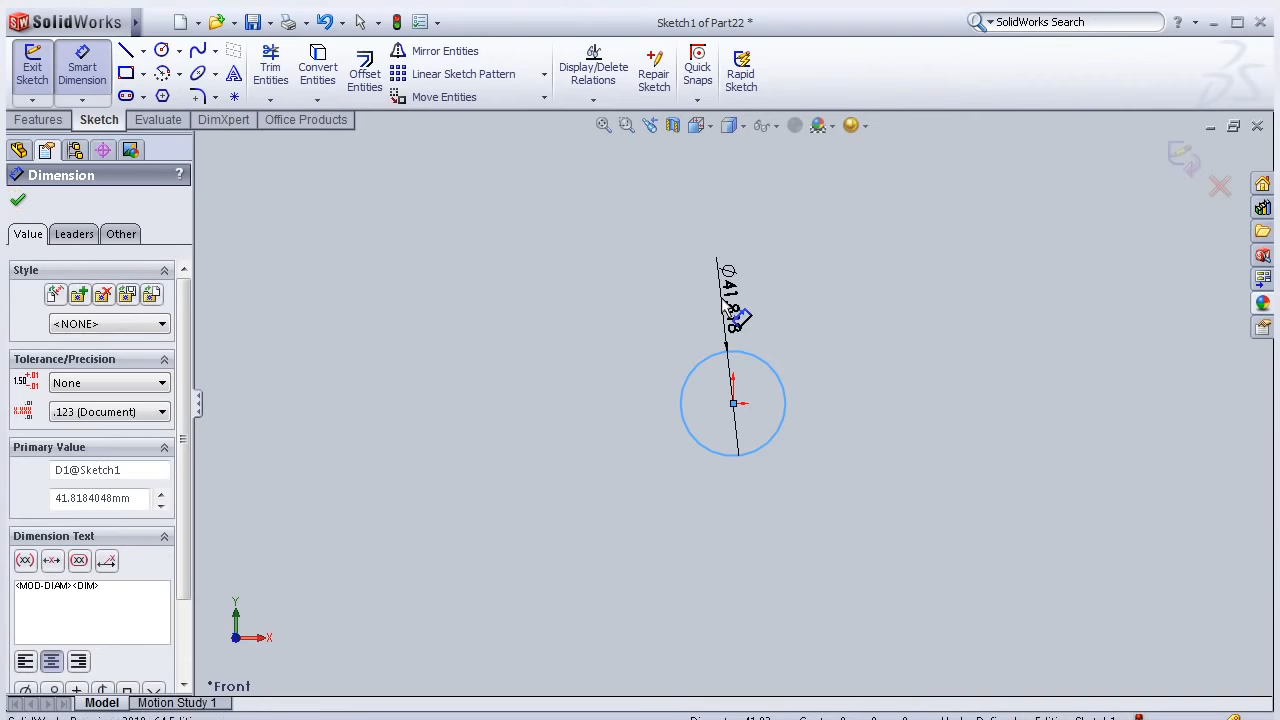 SolidWorks
Sketch1 of Part22 *
SolidWorks Search
?
Exit Sketch
Smart Dimension
Trim Entities
Convert Entities
Offset Entities
Mirror Entities
Linear Sketch Pattern
Move Entities
Display/Delete Relations
Repair Sketch
Quick Snaps
Rapid Sketch
Features
Sketch
Evaluate
DimXpert
Office Products
Dimension
?
Value
Leaders
Other
Style
<NONE>
Tolerance/Precision
None
.123 (Document)
Primary Value
D1@Sketch1
41.8184048mm
Dimension Text
<MOD-DIAM><DIM>
Y
X
*Front
Model
Motion Study 1